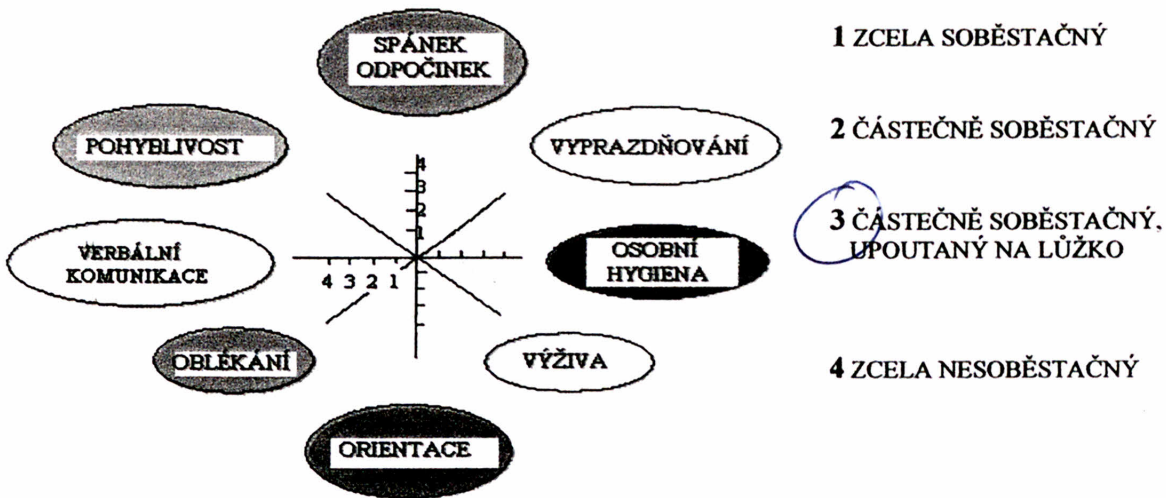 SPÁNEK
ODPOČINEK
POHYBLIVOST
VYPRAZDŇOVÁNÍ
VERBÁLNÍ
KOMUNIKACE
4
3
2
1
4 3 2 1
OSOBNÍ
HYGIENA
OBLÉKÁNÍ
VÝŽIVA
ORIENTACE
1 ZCELA SOBĚSTAČNÝ
2 ČÁSTEČNĚ SOBĚSTAČNÝ
3 ČÁSTEČNĚ SOBĚSTAČNÝ,
UPOUTANÝ NA LŮŽKO
4 ZCELA NESOBĚSTAČNÝ